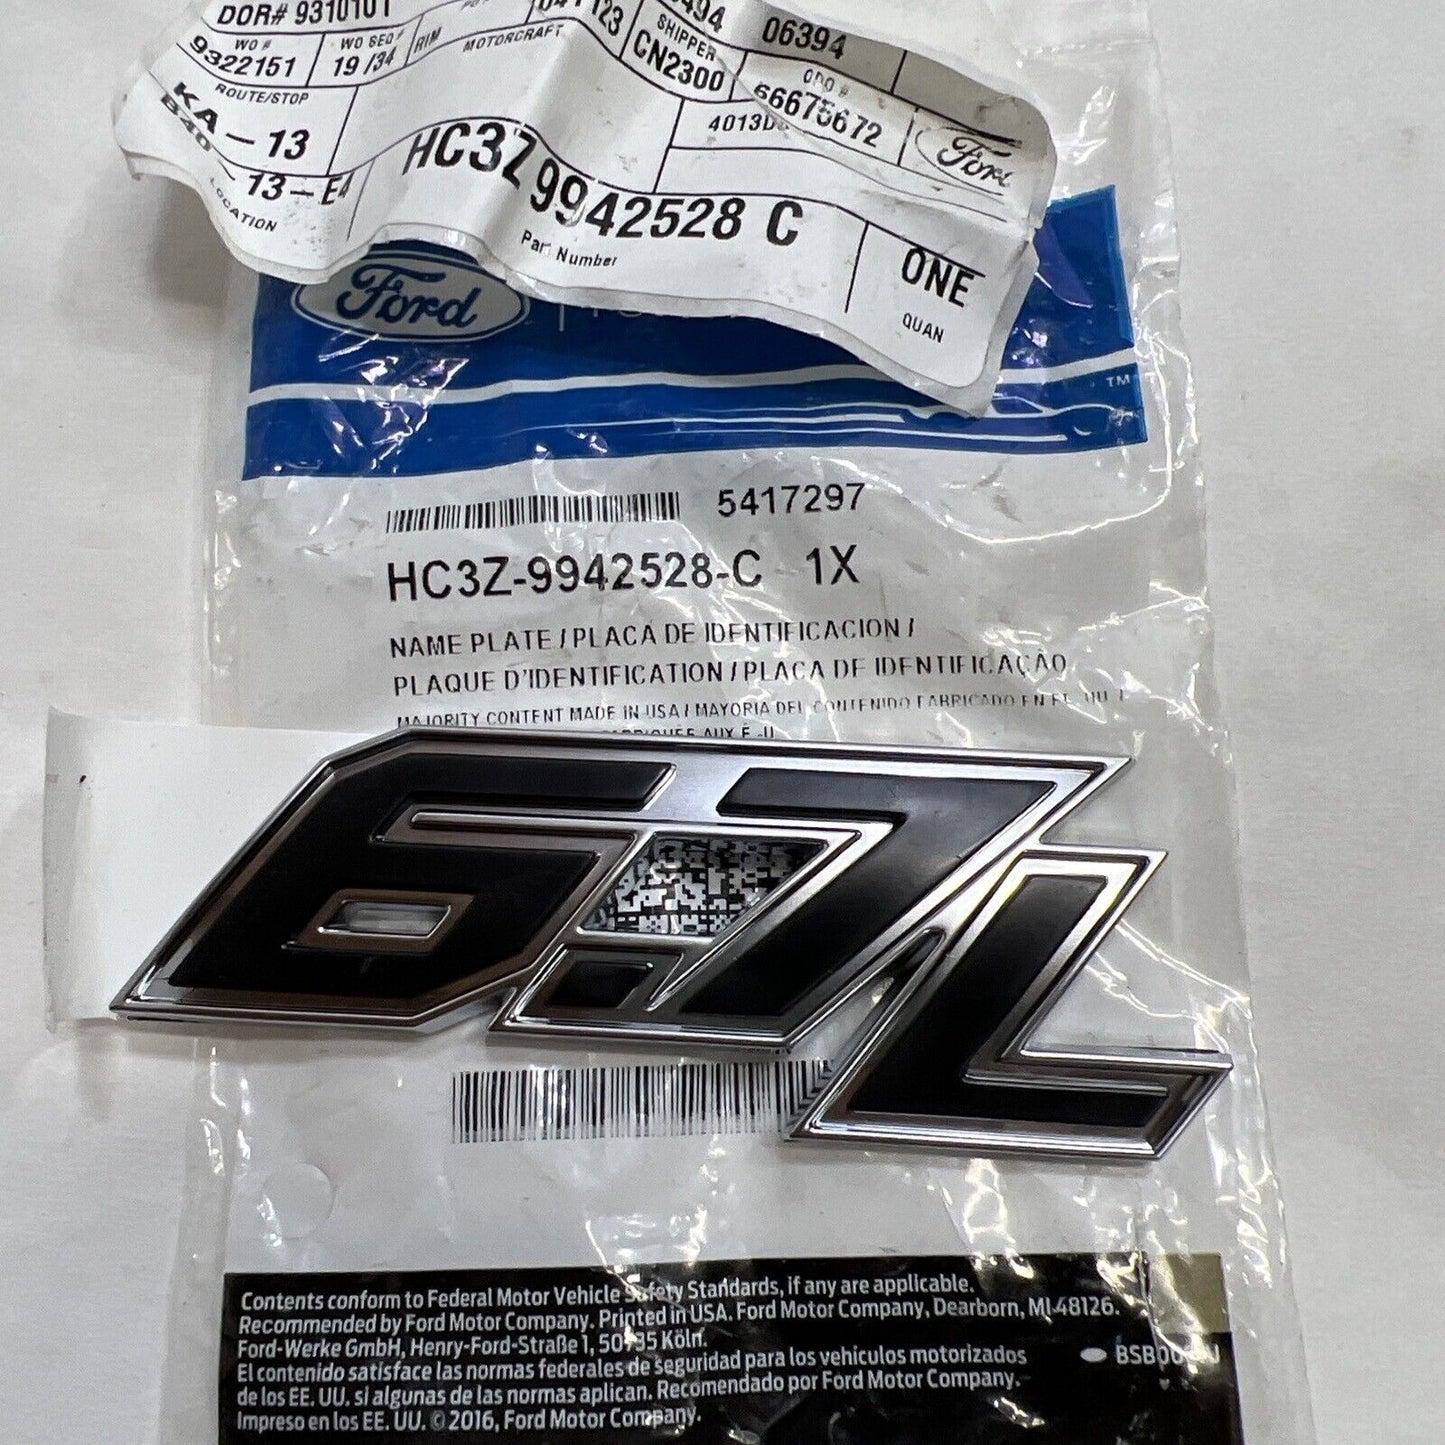 DOR# 9310101
06394
WO #
9322151
WO SEQ #
19 /34
RIM
MOTORCRAFT
SHIPPER
CN2300
66675672
ROUTE/STOP
KA-13
B40-13-E4
LOCATION
HC3Z 9942528 C
Part Number
ONE
QUAN
Ford
Ford
TM
5417297
HC3Z-9942528-C 1X
NAME PLATE / PLACA DE IDENTIFICACION /
PLAQUE D'IDENTIFICATION / PLACA DE IDENTIFICAÇÃO
MAJORITY CONTENT MADE IN USA / MAYORIA DEL CONTENIDO FABRICADO EN
6.7L
Contents conform to Federal Motor Vehicle Safety Standards, if any are applicable.
Recommended by Ford Motor Company. Printed in USA. Ford Motor Company, Dearborn, MI 48126.
Ford-Werke GmbH, Henry-Ford-Straße 1, 50735 Köln.
El contenido satisface las normas federales de seguridad para los vehículos motorizados
de los EE. UU. si algunas de las normas aplican. Recomendado por Ford Motor Company.
Impreso en los EE. UU. © 2016, Ford Motor Company.